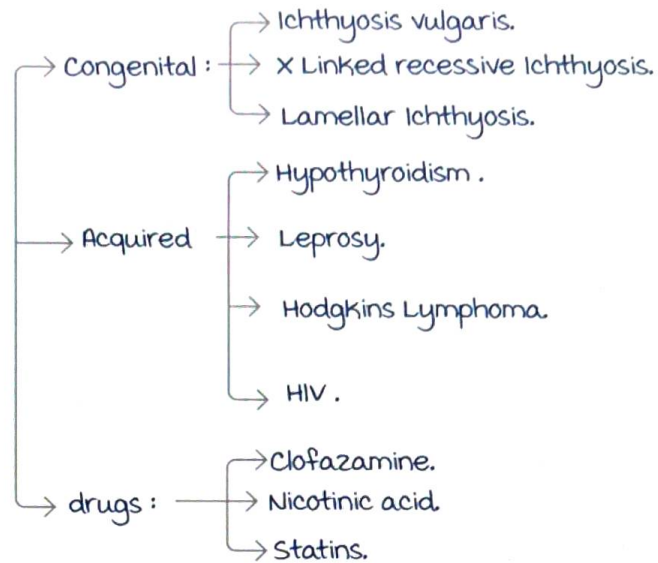 Ichthyosis vulgaris.
Congenital :
X Linked recessive Ichthyosis.
Lamellar Ichthyosis.
Hypothyroidism.
Acquired
Leprosy.
Hodgkins Lymphoma.
HIV.
Clofazamine.
drugs :
Nicotinic acid.
Statins.